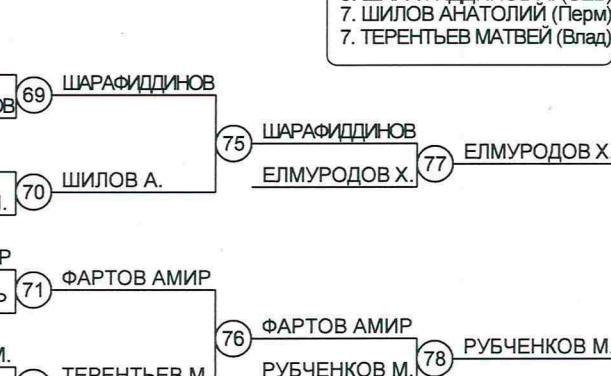 7. ШИЛОВ АНАТОЛИЙ (Перм)
7. ТЕРЕНТЬЕВ МАТВЕЙ (Влад)
69 ШАРАФИДДИНОВ
75 ШАРАФИДДИНОВ
77 ЕЛМУРОДОВ Х.
ЕЛМУРОДОВ Х.
70 ШИЛОВ А.
71 ФАРТОВ АМИР
76 ФАРТОВ АМИР
78 РУБЧЕНКОВ М.
РУБЧЕНКОВ М.
ТЕРЕНТЬЕВ М.